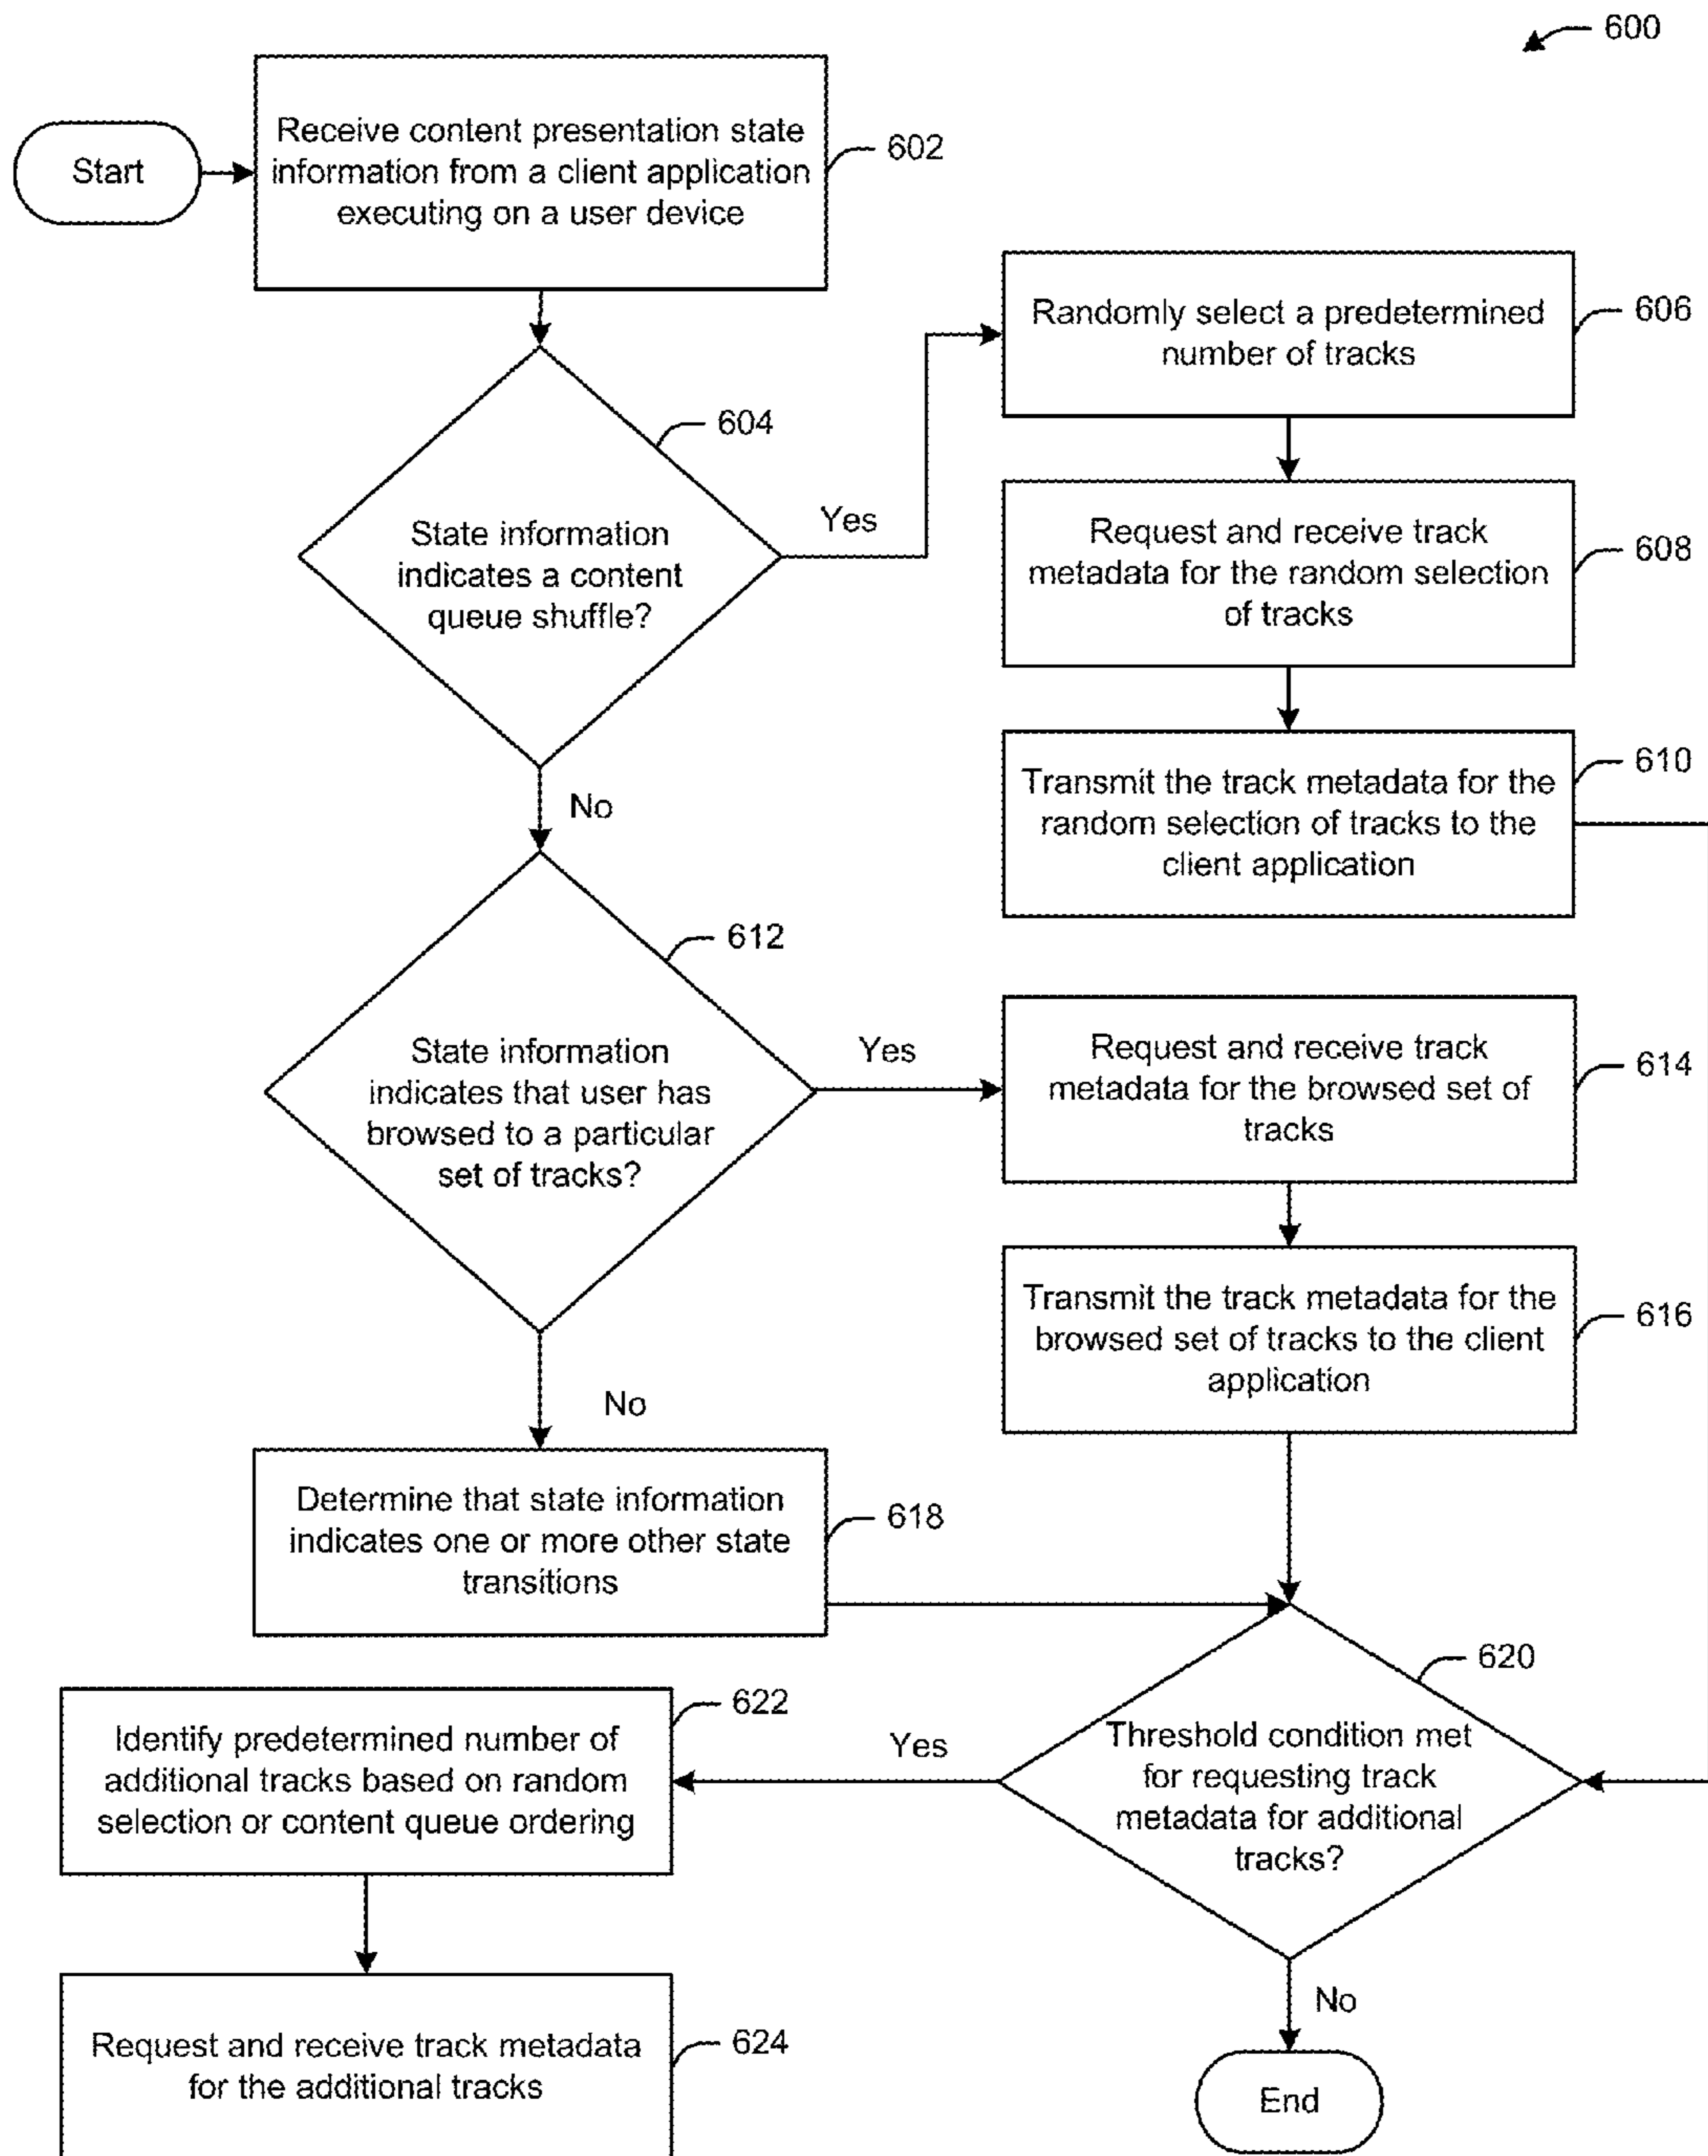 600
Start
Receive content presentation state
information from a client application
executing on a user device
602
Randomly select a predetermined
number of tracks
606
604
State information
indicates a content
queue shuffle?
Yes
Request and receive track
metadata for the random selection
of tracks
608
No
Transmit the track metadata for the
random selection of tracks to the
client application
610
612
State information
indicates that user has
browsed to a particular
set of tracks?
Yes
Request and receive track
metadata for the browsed set of
tracks
614
Transmit the track metadata for the
browsed set of tracks to the client
application
616
No
Determine that state information
indicates one or more other state
transitions
618
620
Threshold condition met
for requesting track
metadata for additional
tracks?
Yes
622
Identify predetermined number of
additional tracks based on random
selection or content queue ordering
No
Request and receive track metadata
for the additional tracks
624
End